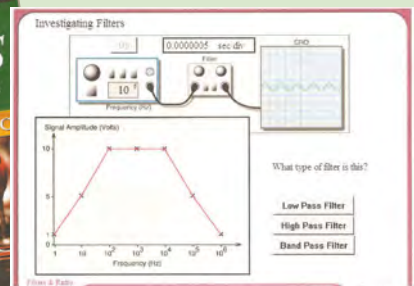 Investigating Filters
0.0000005 sec/div
CRO
Filter
10
Frequency (Hz)
Signal Amplitude (Volts)
10
5
1
1 10 10² 10³ 10⁴ 10⁵ 10⁶
Frequency (Hz)
What type of filter is this?
Low Pass Filter
High Pass Filter
Band Pass Filter
Filters & Radio